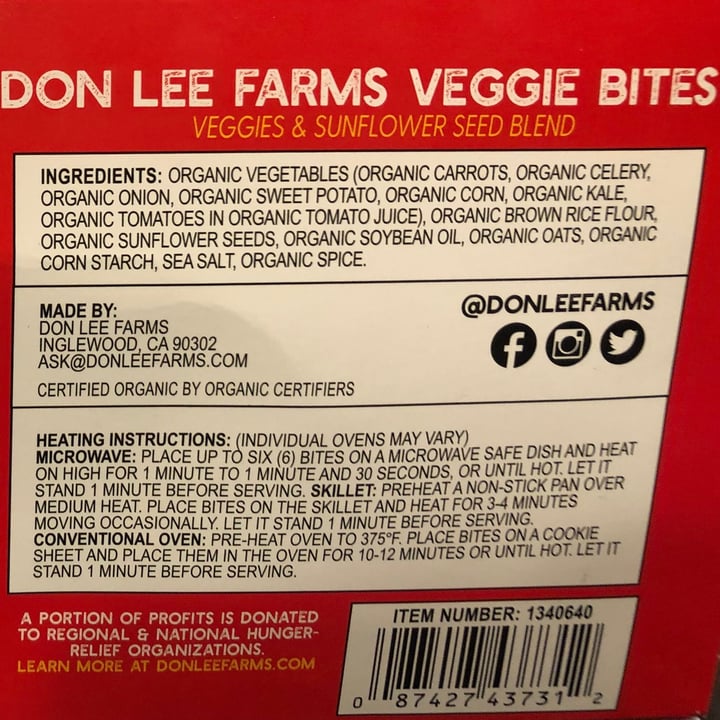 DON LEE FARMS VEGGIE BITES
VEGGIES & SUNFLOWER SEED BLEND
INGREDIENTS: ORGANIC VEGETABLES (ORGANIC CARROTS, ORGANIC CELERY,
ORGANIC ONION, ORGANIC SWEET POTATO, ORGANIC CORN, ORGANIC KALE,
ORGANIC TOMATOES IN ORGANIC TOMATO JUICE), ORGANIC BROWN RICE FLOUR,
ORGANIC SUNFLOWER SEEDS, ORGANIC SOYBEAN OIL, ORGANIC OATS, ORGANIC
CORN STARCH, SEA SALT, ORGANIC SPICE.
MADE BY:
DON LEE FARMS
INGLEWOOD, CA 90302
ASK@DONLEEFARMS.COM
CERTIFIED ORGANIC BY ORGANIC CERTIFIERS
@DONLEEFARMS
HEATING INSTRUCTIONS: (INDIVIDUAL OVENS MAY VARY)
MICROWAVE: PLACE UP TO SIX (6) BITES ON A MICROWAVE SAFE DISH AND HEAT
ON HIGH FOR 1 MINUTE TO 1 MINUTE AND 30 SECONDS, OR UNTIL HOT. LET IT
STAND 1 MINUTE BEFORE SERVING. SKILLET: PREHEAT A NON-STICK PAN OVER
MEDIUM HEAT. PLACE BITES ON THE SKILLET AND HEAT FOR 3-4 MINUTES
MOVING OCCASIONALLY. LET IT STAND 1 MINUTE BEFORE SERVING.
CONVENTIONAL OVEN: PRE-HEAT OVEN TO 375°F. PLACE BITES ON A COOKIE
SHEET AND PLACE THEM IN THE OVEN FOR 10-12 MINUTES OR UNTIL HOT. LET IT
STAND 1 MINUTE BEFORE SERVING.
A PORTION OF PROFITS IS DONATED
TO REGIONAL & NATIONAL HUNGER-
RELIEF ORGANIZATIONS.
LEARN MORE AT DONLEEFARMS.COM
ITEM NUMBER: 1340640
0 87427 43731 2